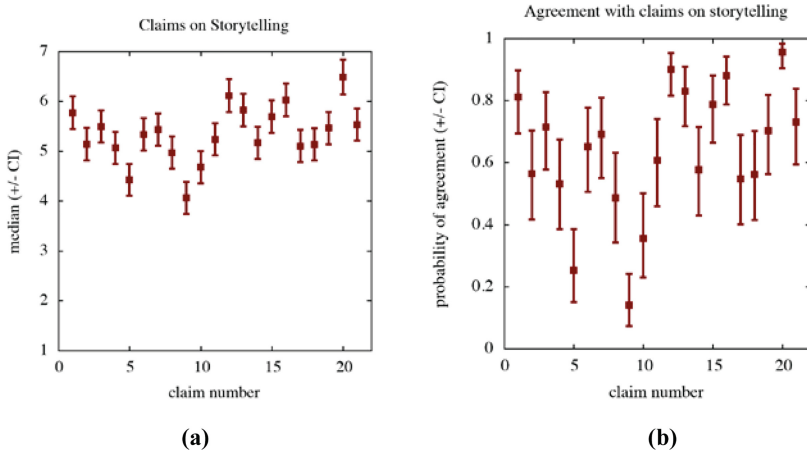 Claims on Storytelling
7
6
5
4
3
2
1
median (+/- CI)
0
5
10
15
20
claim number
(a)
Agreement with claims on storytelling
1
0.8
0.6
0.4
0.2
0
probability of agreement (+/- CI)
0
5
10
15
20
claim number
(b)